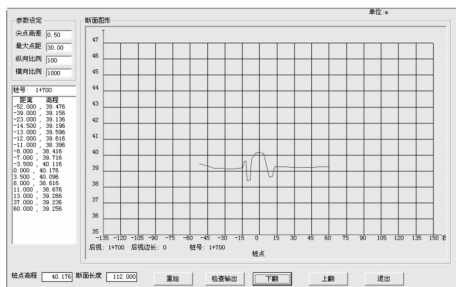 单位:m
参数设定
尖点高差 0.50
最大点距 30.00
纵向比例 100
横向比例 1000
桩号: 1+700
距离 高程
-52.000 , 39.476
-39.000 , 39.156
-23.000 , 39.136
-14.500 , 39.196
-13.000 , 39.596
-12.000 , 39.616
-11.000 , 38.396
-8.000 , 38.416
-7.000 , 39.716
-3.500 , 40.116
0.000 , 40.176
3.500 , 40.096
8.000 , 38.616
11.000 , 38.676
13.000 , 39.266
37.000 , 39.236
60.000 , 39.256
断面图形
47
46
45
44
43
42
41
40
39
38
37
36
35
-135 -120 -105 -90 -75 -60 -45 -30 -15 0 15 30 45 60 75 90 105 120 135 150
后视: 1+700 后视边长: 0 桩号: 1+700
桩点
桩点高程 40.176 断面长度 112.000 重绘 检查输出 下翻 上翻 退出